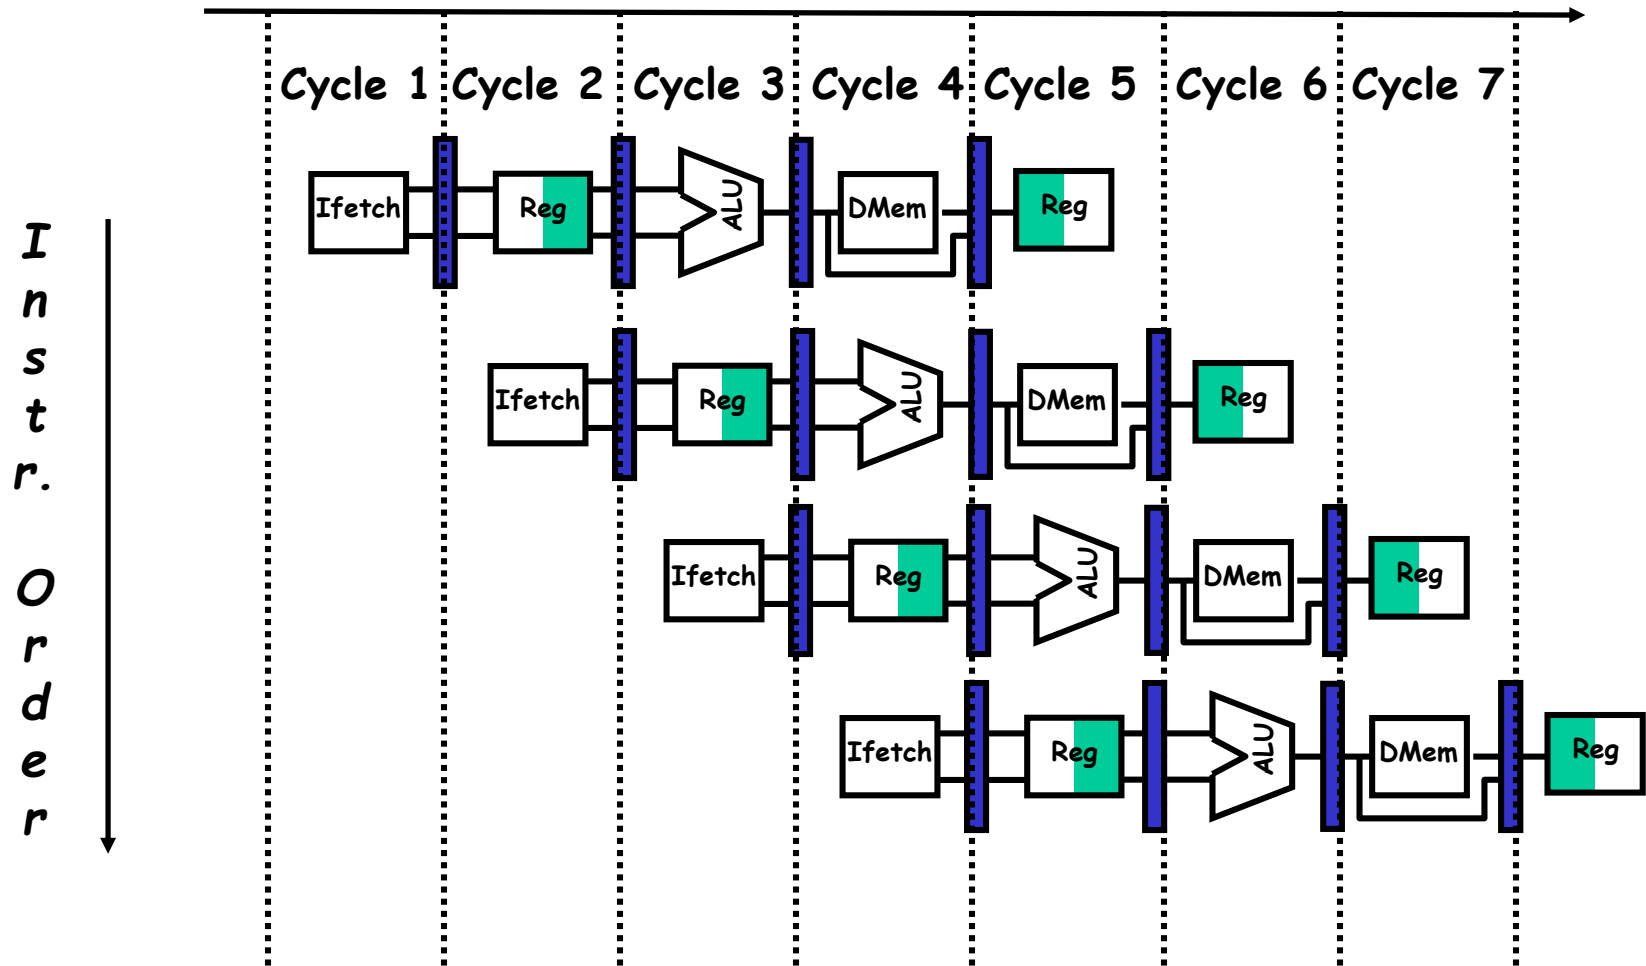 Cycle 1 Cycle 2 Cycle 3 Cycle 4 Cycle 5 Cycle 6 Cycle 7
Instr. Order
Ifetch Reg ALU DMem Reg
Ifetch Reg ALU DMem Reg
Ifetch Reg ALU DMem Reg
Ifetch Reg ALU DMem Reg